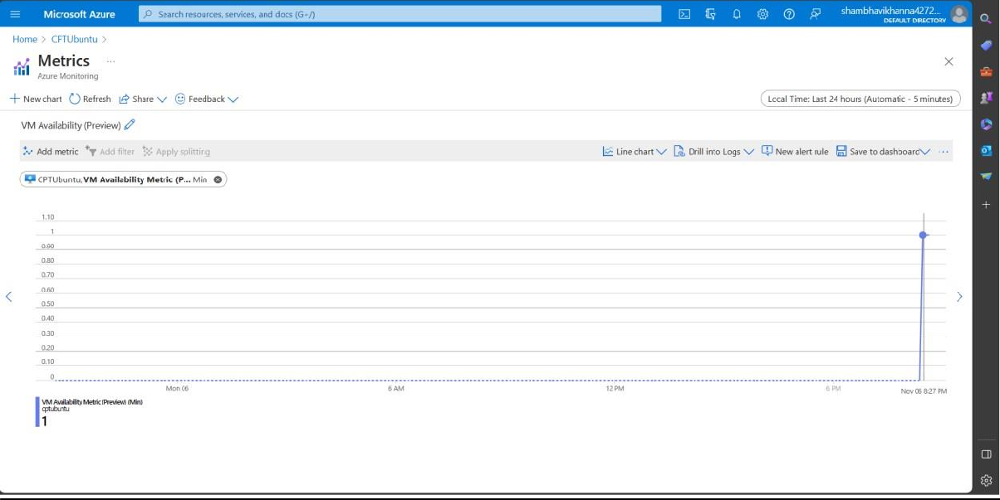 Microsoft Azure
Search resources, services, and docs (G+/)
shambhavikhanna4272...
DEFAULT DIRECTORY
Home > CFTUbuntu >
Metrics ...
Azure Monitoring
New chart Refresh Share Feedback
Local Time: Last 24 hours (Automatic - 5 minutes)
VM Availability (Preview)
Add metric Add filter Apply splitting
Line chart Drill into Logs New alert rule Save to dashboard ...
CPTUbuntu, VM Availability Metric (P... Min
1.10
1
0.90
0.80
0.70
0.60
0.50
0.40
0.30
0.20
0.10
0
Mon 06 6 AM 12 PM 6 PM Nov 06 8:27 PM
VM Availability Metric (Preview) (Min)
cptubuntu
1